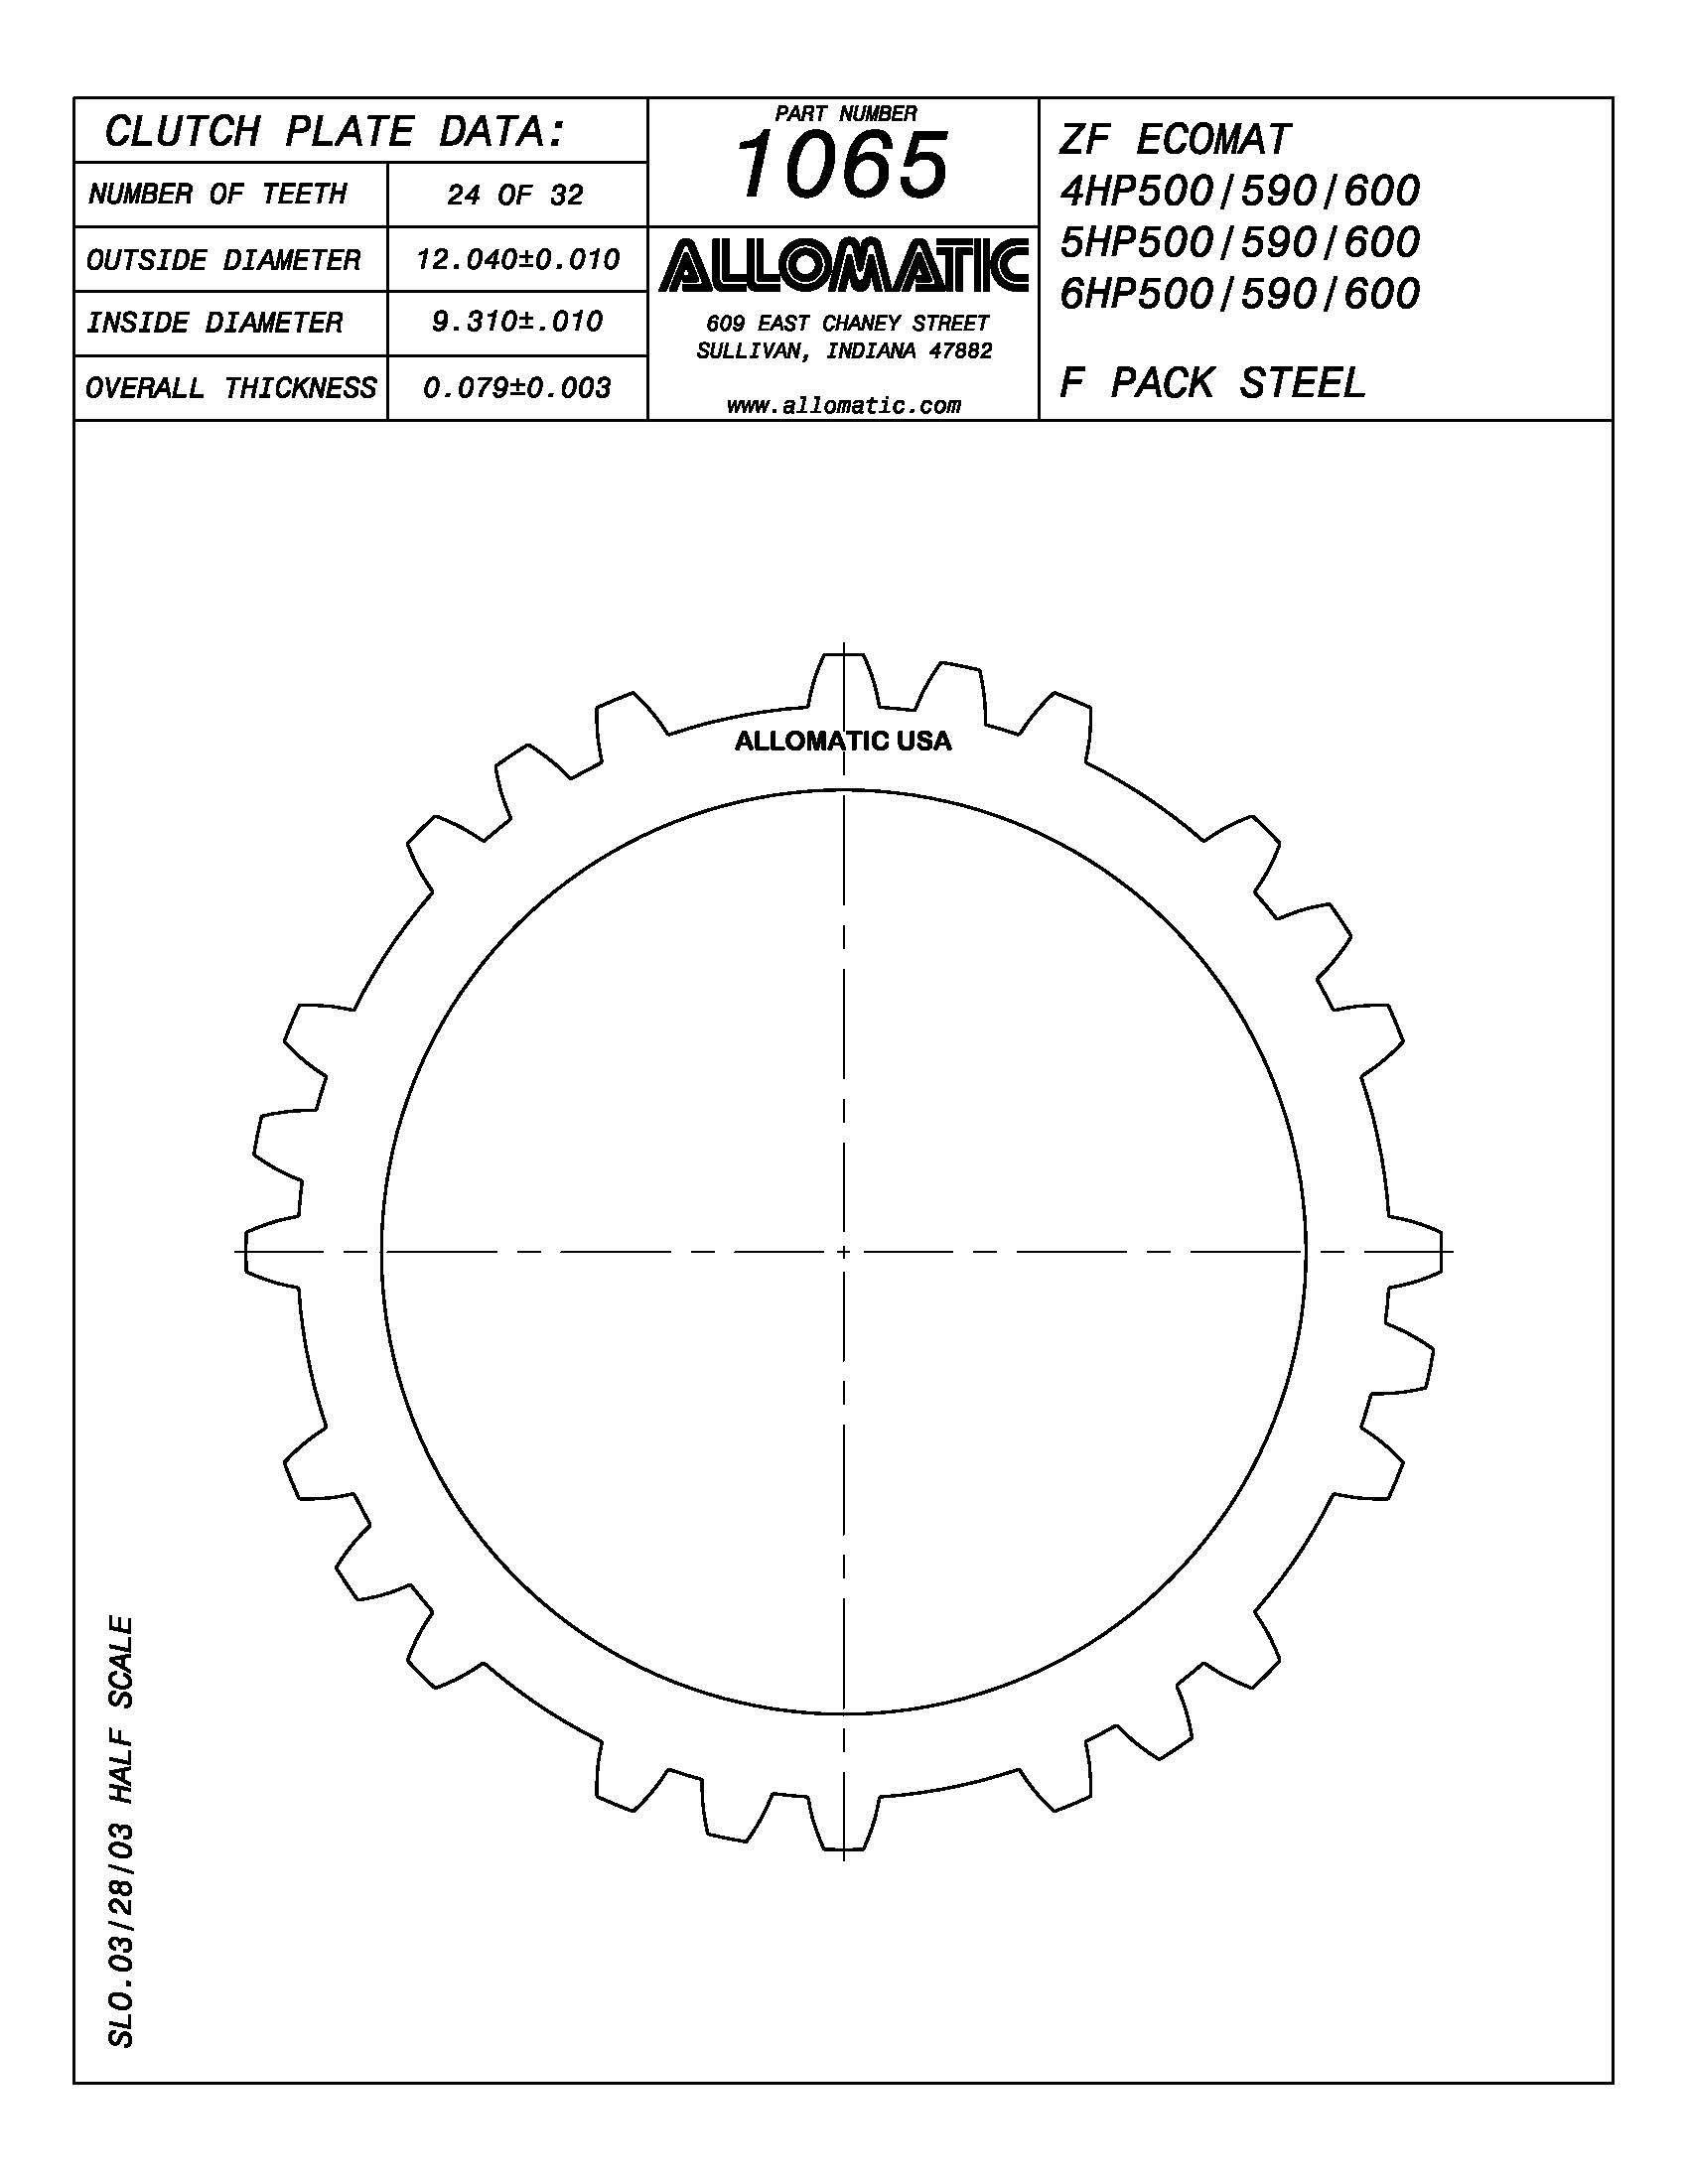 CLUTCH PLATE DATA:
NUMBER OF TEETH 24 OF 32
OUTSIDE DIAMETER 12.040±0.010
INSIDE DIAMETER 9.310±.010
OVERALL THICKNESS 0.079±0.003
PART NUMBER
1065
ALLOMATIC
609 EAST CHANEY STREET
SULLIVAN, INDIANA 47882
www.allomatic.com
ZF ECOMAT
4HP500/590/600
5HP500/590/600
6HP500/590/600
F PACK STEEL
ALLOMATIC USA
SLO.03/28/03 HALF SCALE